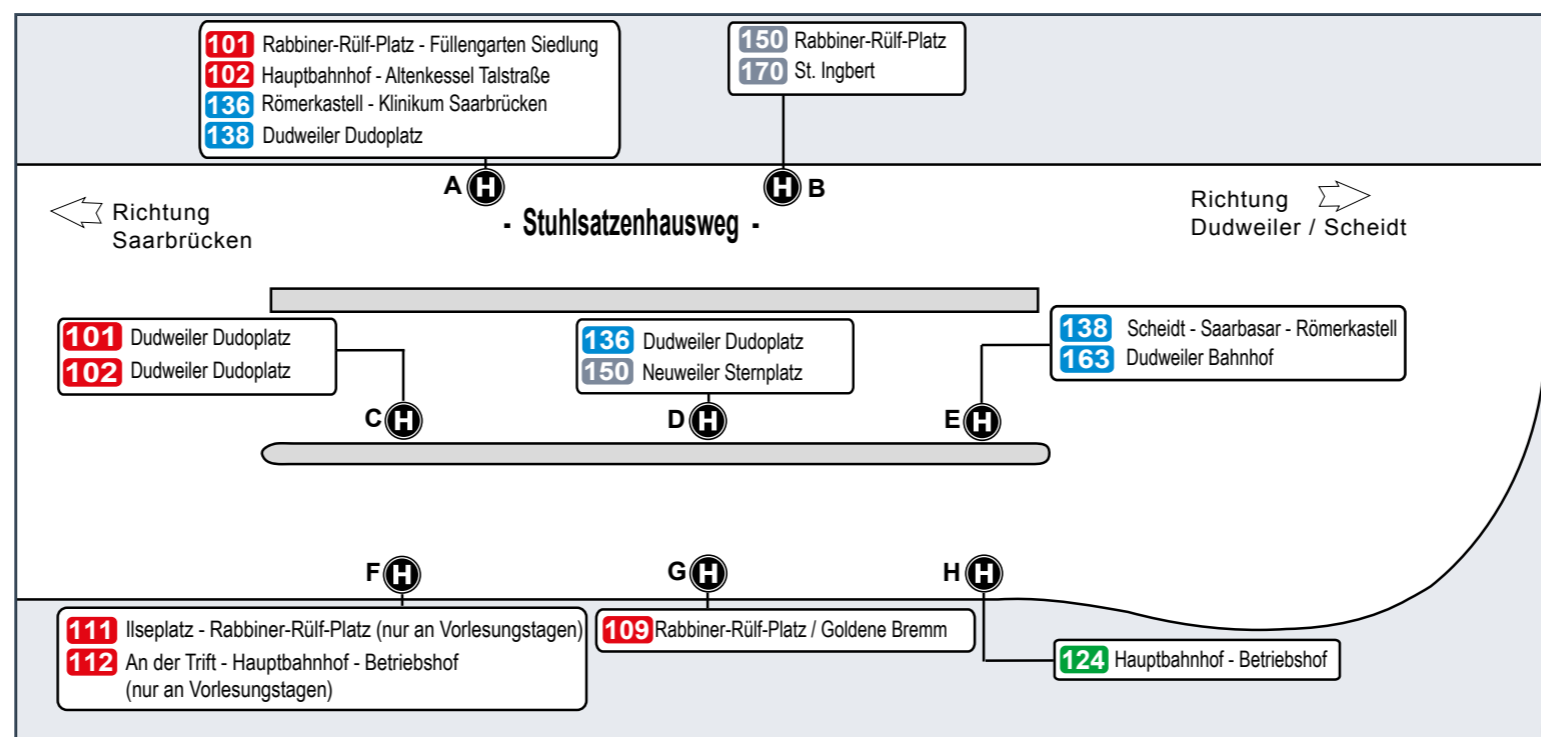 101 Rabbiner-Rülf-Platz - Füllengarten Siedlung
102 Hauptbahnhof - Altenkessel Talstraße
136 Römerkastell - Klinikum Saarbrücken
138 Dudweiler Dudoplatz
150 Rabbiner-Rülf-Platz
170 St. Ingbert
A H
H B
Richtung
Saarbrücken
- Stuhlsatzenhausweg -
Richtung
Dudweiler / Scheidt
101 Dudweiler Dudoplatz
102 Dudweiler Dudoplatz
136 Dudweiler Dudoplatz
150 Neuweiler Sternplatz
138 Scheidt - Saarbasar - Römerkastell
163 Dudweiler Bahnhof
C H
D H
E H
F H
G H
H H
111 Ilseplatz - Rabbiner-Rülf-Platz (nur an Vorlesungstagen)
112 An der Trift - Hauptbahnhof - Betriebshof
(nur an Vorlesungstagen)
109 Rabbiner-Rülf-Platz / Goldene Bremm
124 Hauptbahnhof - Betriebshof